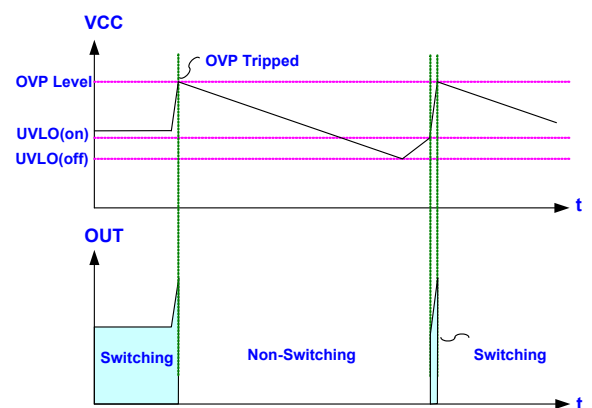 VCC
OVP Tripped
OVP Level
UVLO(on)
UVLO(off)
t
OUT
Switching
Non-Switching
Switching
t